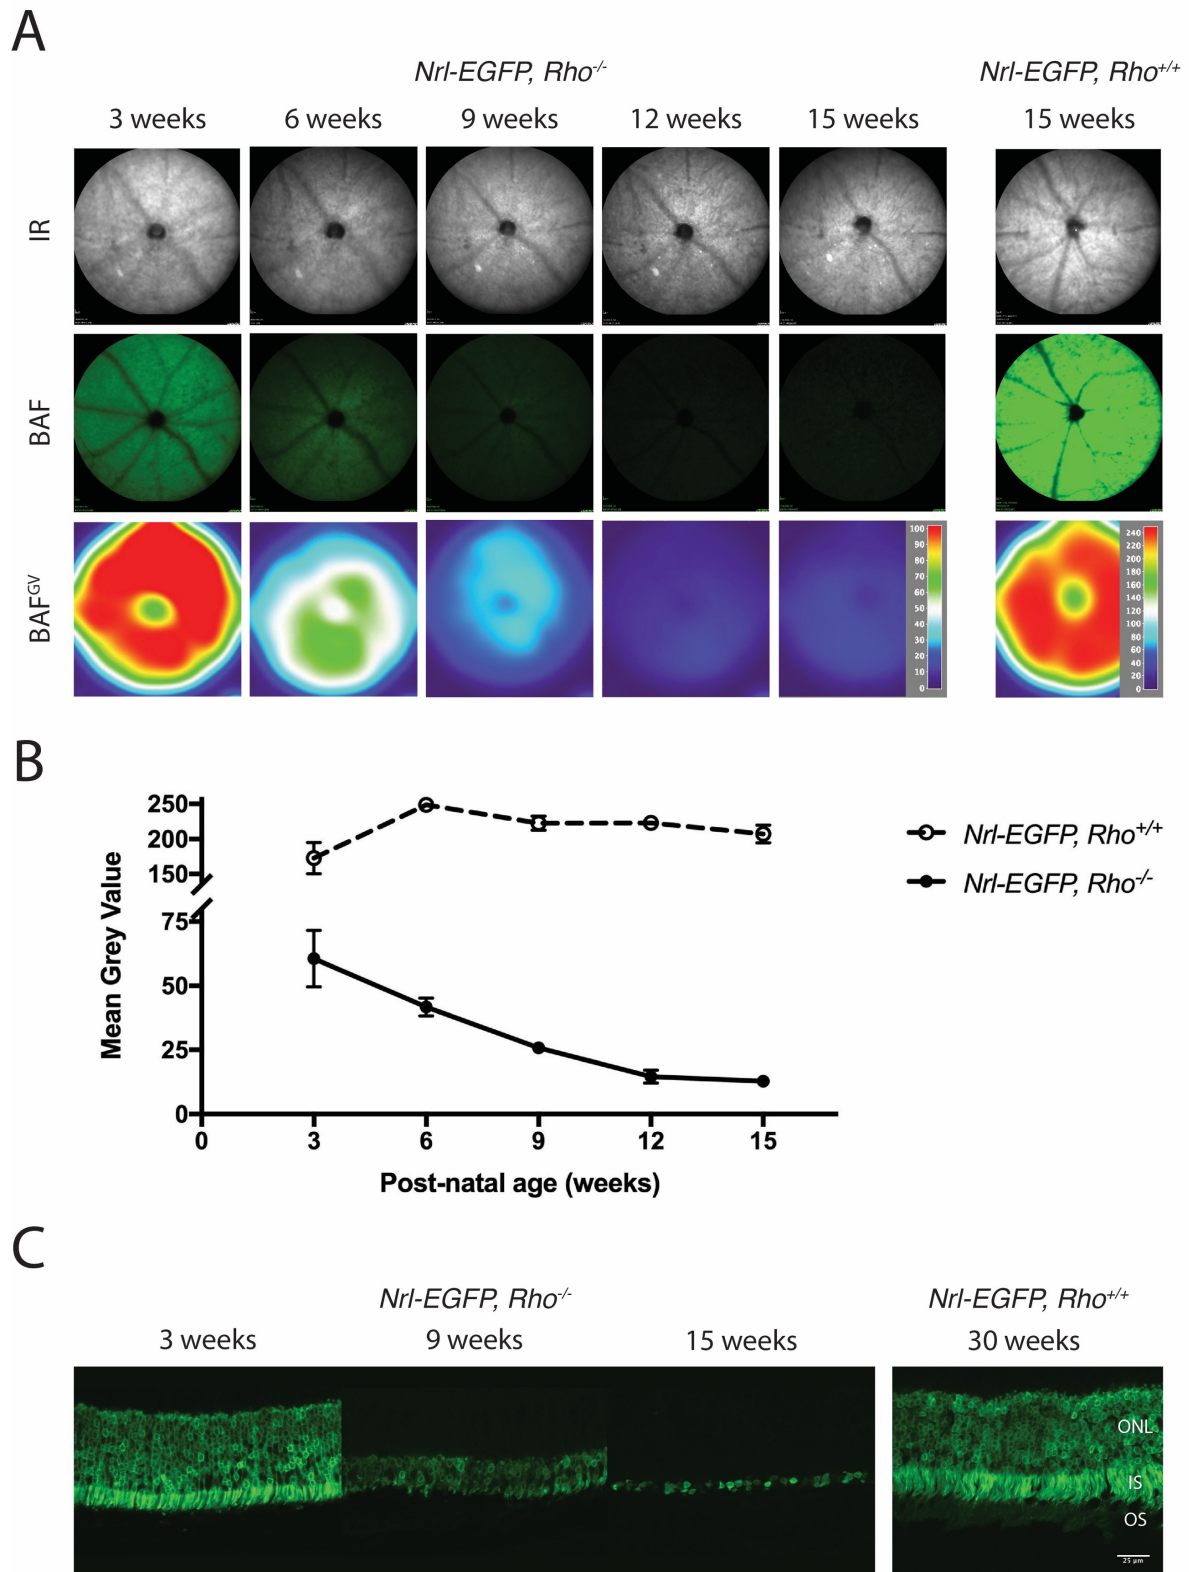 A
Nrl-EGFP, Rho-/-
Nrl-EGFP, Rho+/+
3 weeks
6 weeks
9 weeks
12 weeks
15 weeks
15 weeks
IR
BAF
BAFGV
100
90
80
70
60
50
40
30
20
10
0
240
220
200
180
160
140
120
100
80
60
40
20
0
B
Mean Grey Value
250
200
150
75
50
25
0
0
3
6
9
12
15
Post-natal age (weeks)
Nrl-EGFP, Rho+/+
Nrl-EGFP, Rho-/-
C
Nrl-EGFP, Rho-/-
Nrl-EGFP, Rho+/+
3 weeks
9 weeks
15 weeks
30 weeks
ONL
IS
OS
25 µm